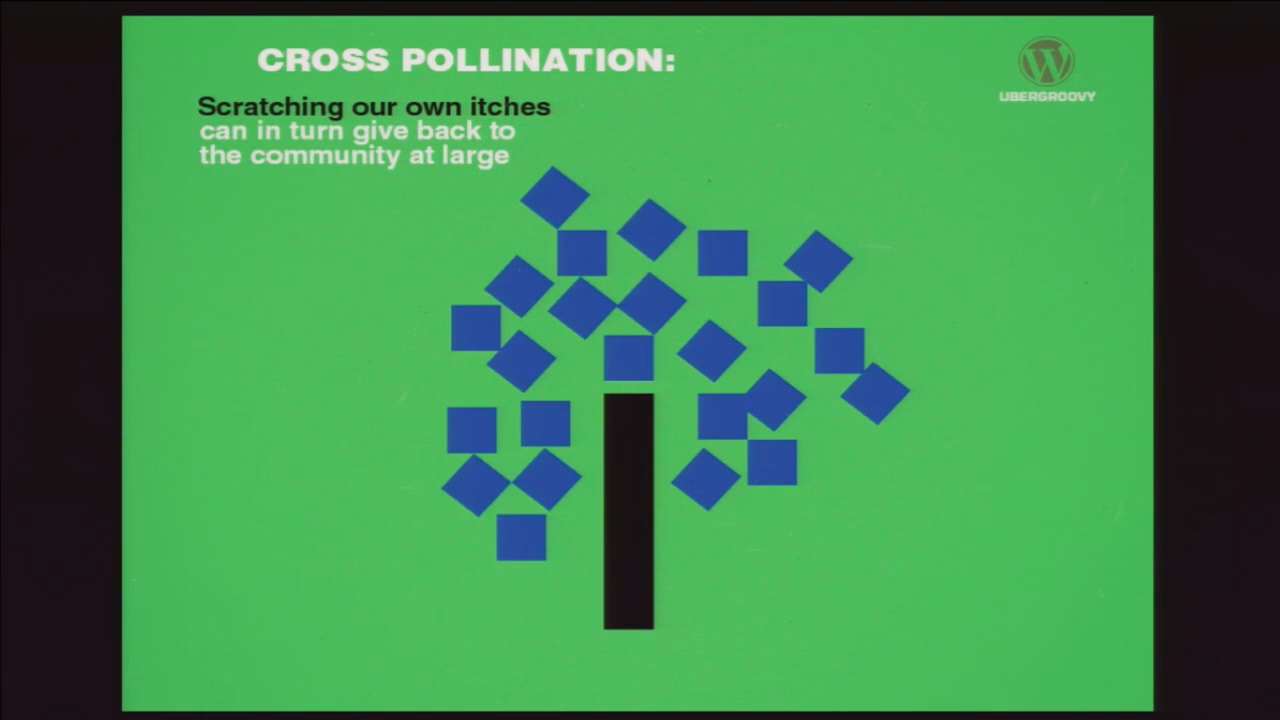 CROSS POLLINATION:
Scratching our own itches
can in turn give back to
the community at large
W
UBERGROOVY